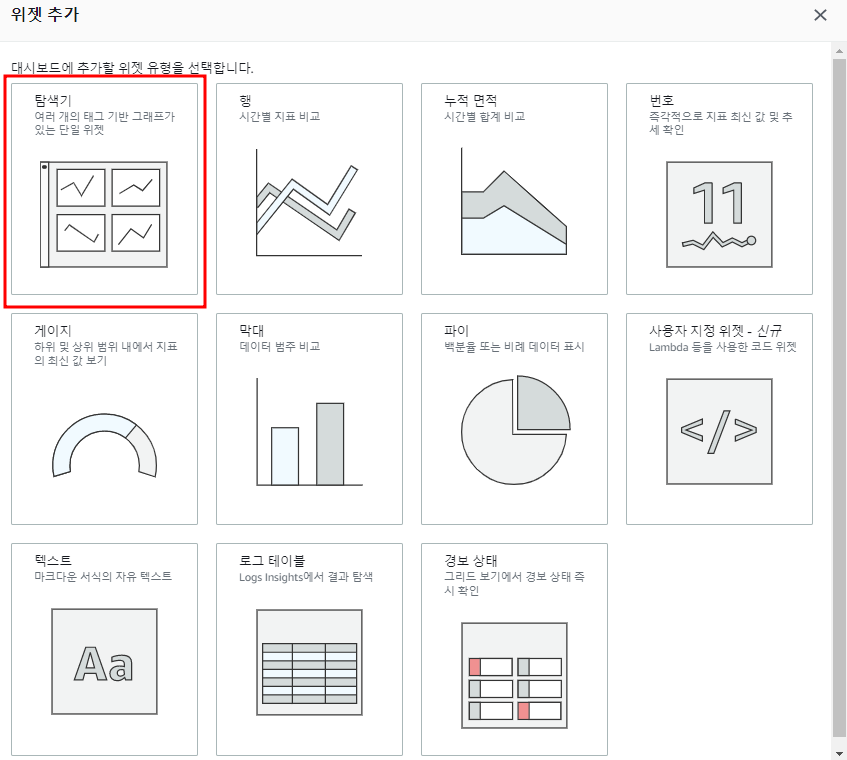 위젯 추가
대시보드에 추가할 위젯 유형을 선택합니다.
탐색기
여러 개의 태그 기반 그래프가
있는 단일 위젯
행
시간별 지표 비교
누적 면적
시간별 합계 비교
번호
즉각적으로 지표 최신 값 및 추
세 확인
11
게이지
하위 및 상위 범위 내에서 지표
의 최신 값 보기
막대
데이터 범주 비교
파이
백분율 또는 비례 데이터 표시
사용자 지정 위젯 - 신규
Lambda 등을 사용한 코드 위젯
</>
텍스트
마크다운 서식의 자유 텍스트
Aa
로그 테이블
Logs Insights에서 결과 탐색
경보 상태
그리드 보기에서 경보 상태 즉
시 확인